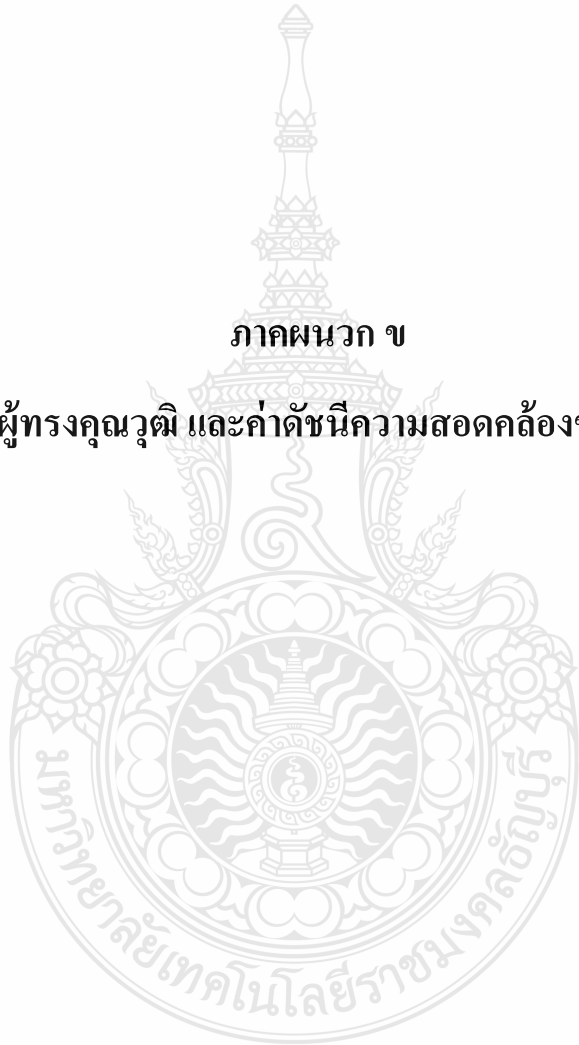 ภาคผนวก ข
ผู้ทรงคุณวุฒิ และค่าดัชนีความสอดคล้อง
มหาวิทยาลัยเทคโนโลยีราชมงคลธัญบุรี